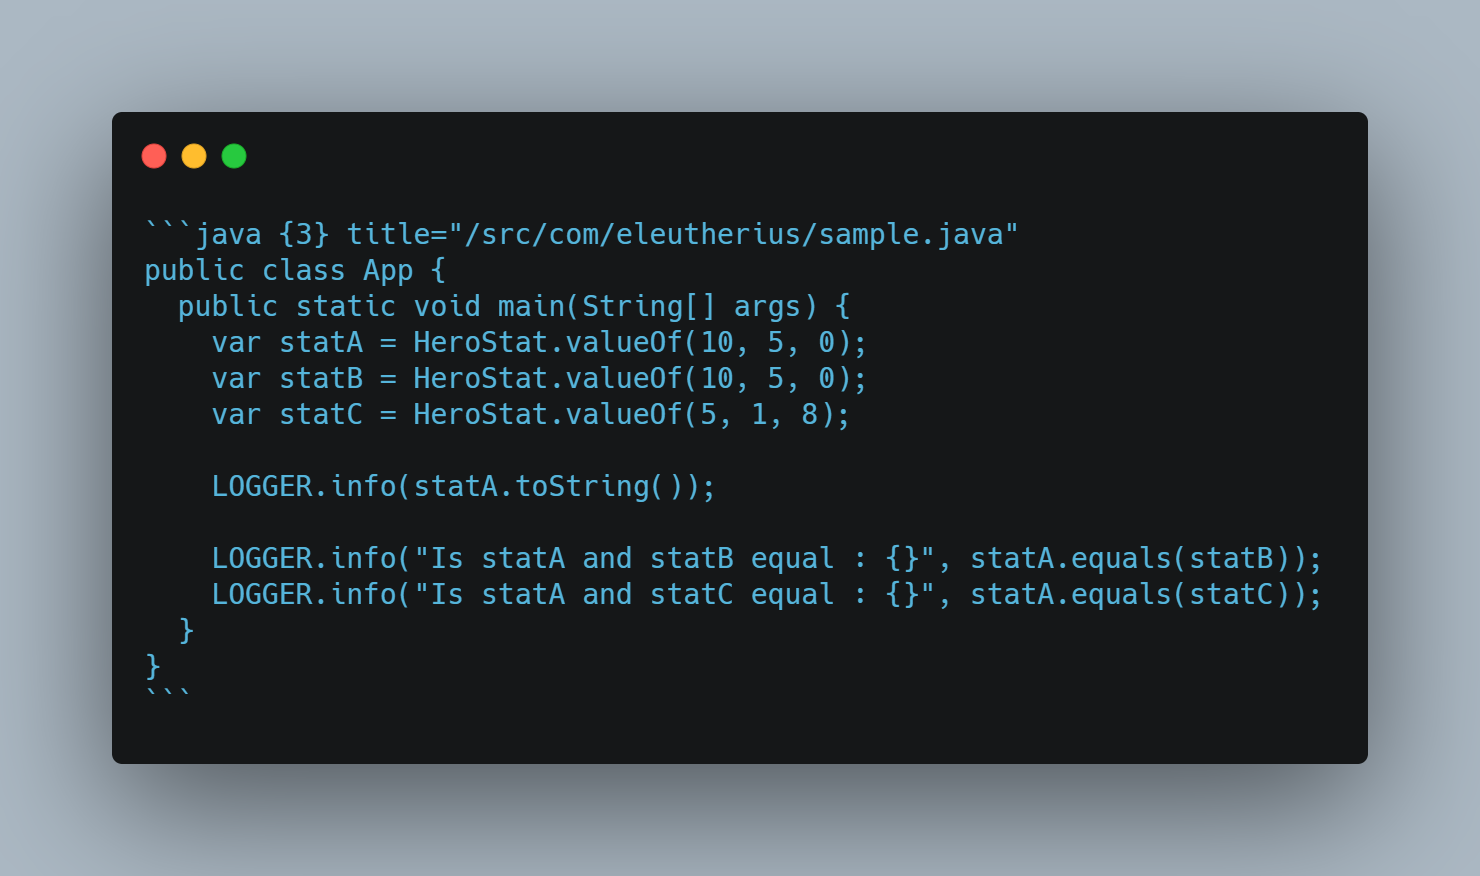 ```java {3} title="/src/com/eleutherius/sample.java"
public class App {
  public static void main(String[] args) {
    var statA = HeroStat.valueOf(10, 5, 0);
    var statB = HeroStat.valueOf(10, 5, 0);
    var statC = HeroStat.valueOf(5, 1, 8);

    LOGGER.info(statA.toString());

    LOGGER.info("Is statA and statB equal : {}", statA.equals(statB));
    LOGGER.info("Is statA and statC equal : {}", statA.equals(statC));
  }
}
```